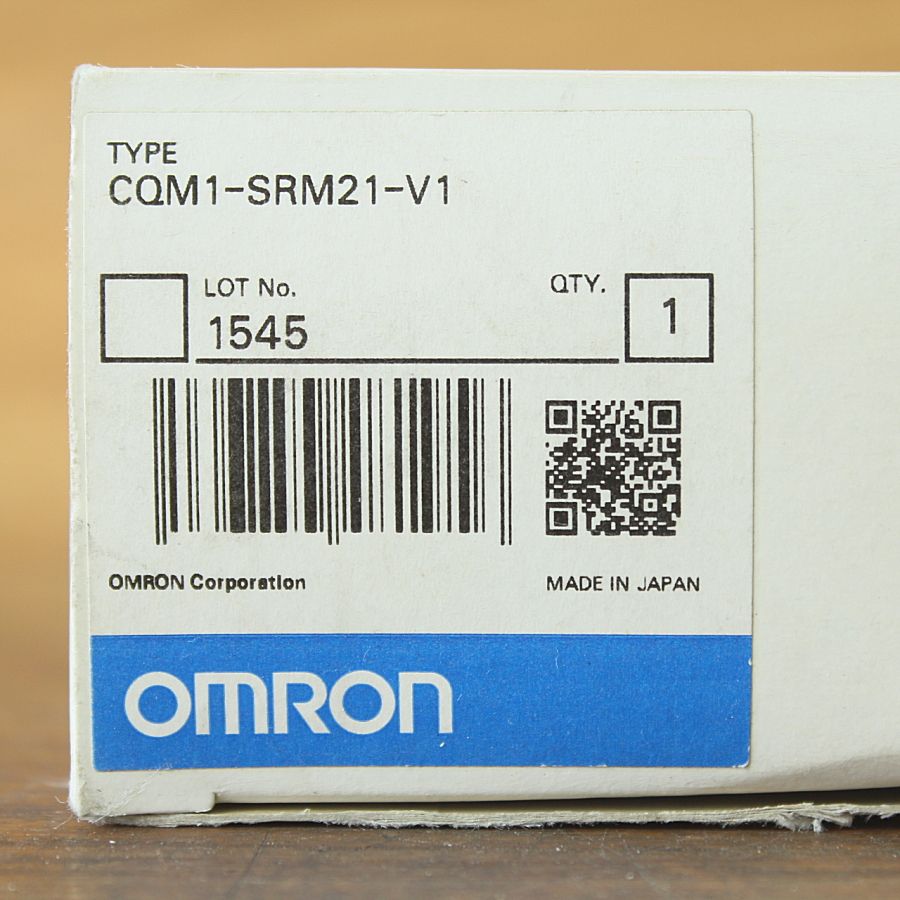 TYPE
CQM1-SRM21-V1
LOT No.
1545
QTY.
1
OMRON Corporation
MADE IN JAPAN
OMRON